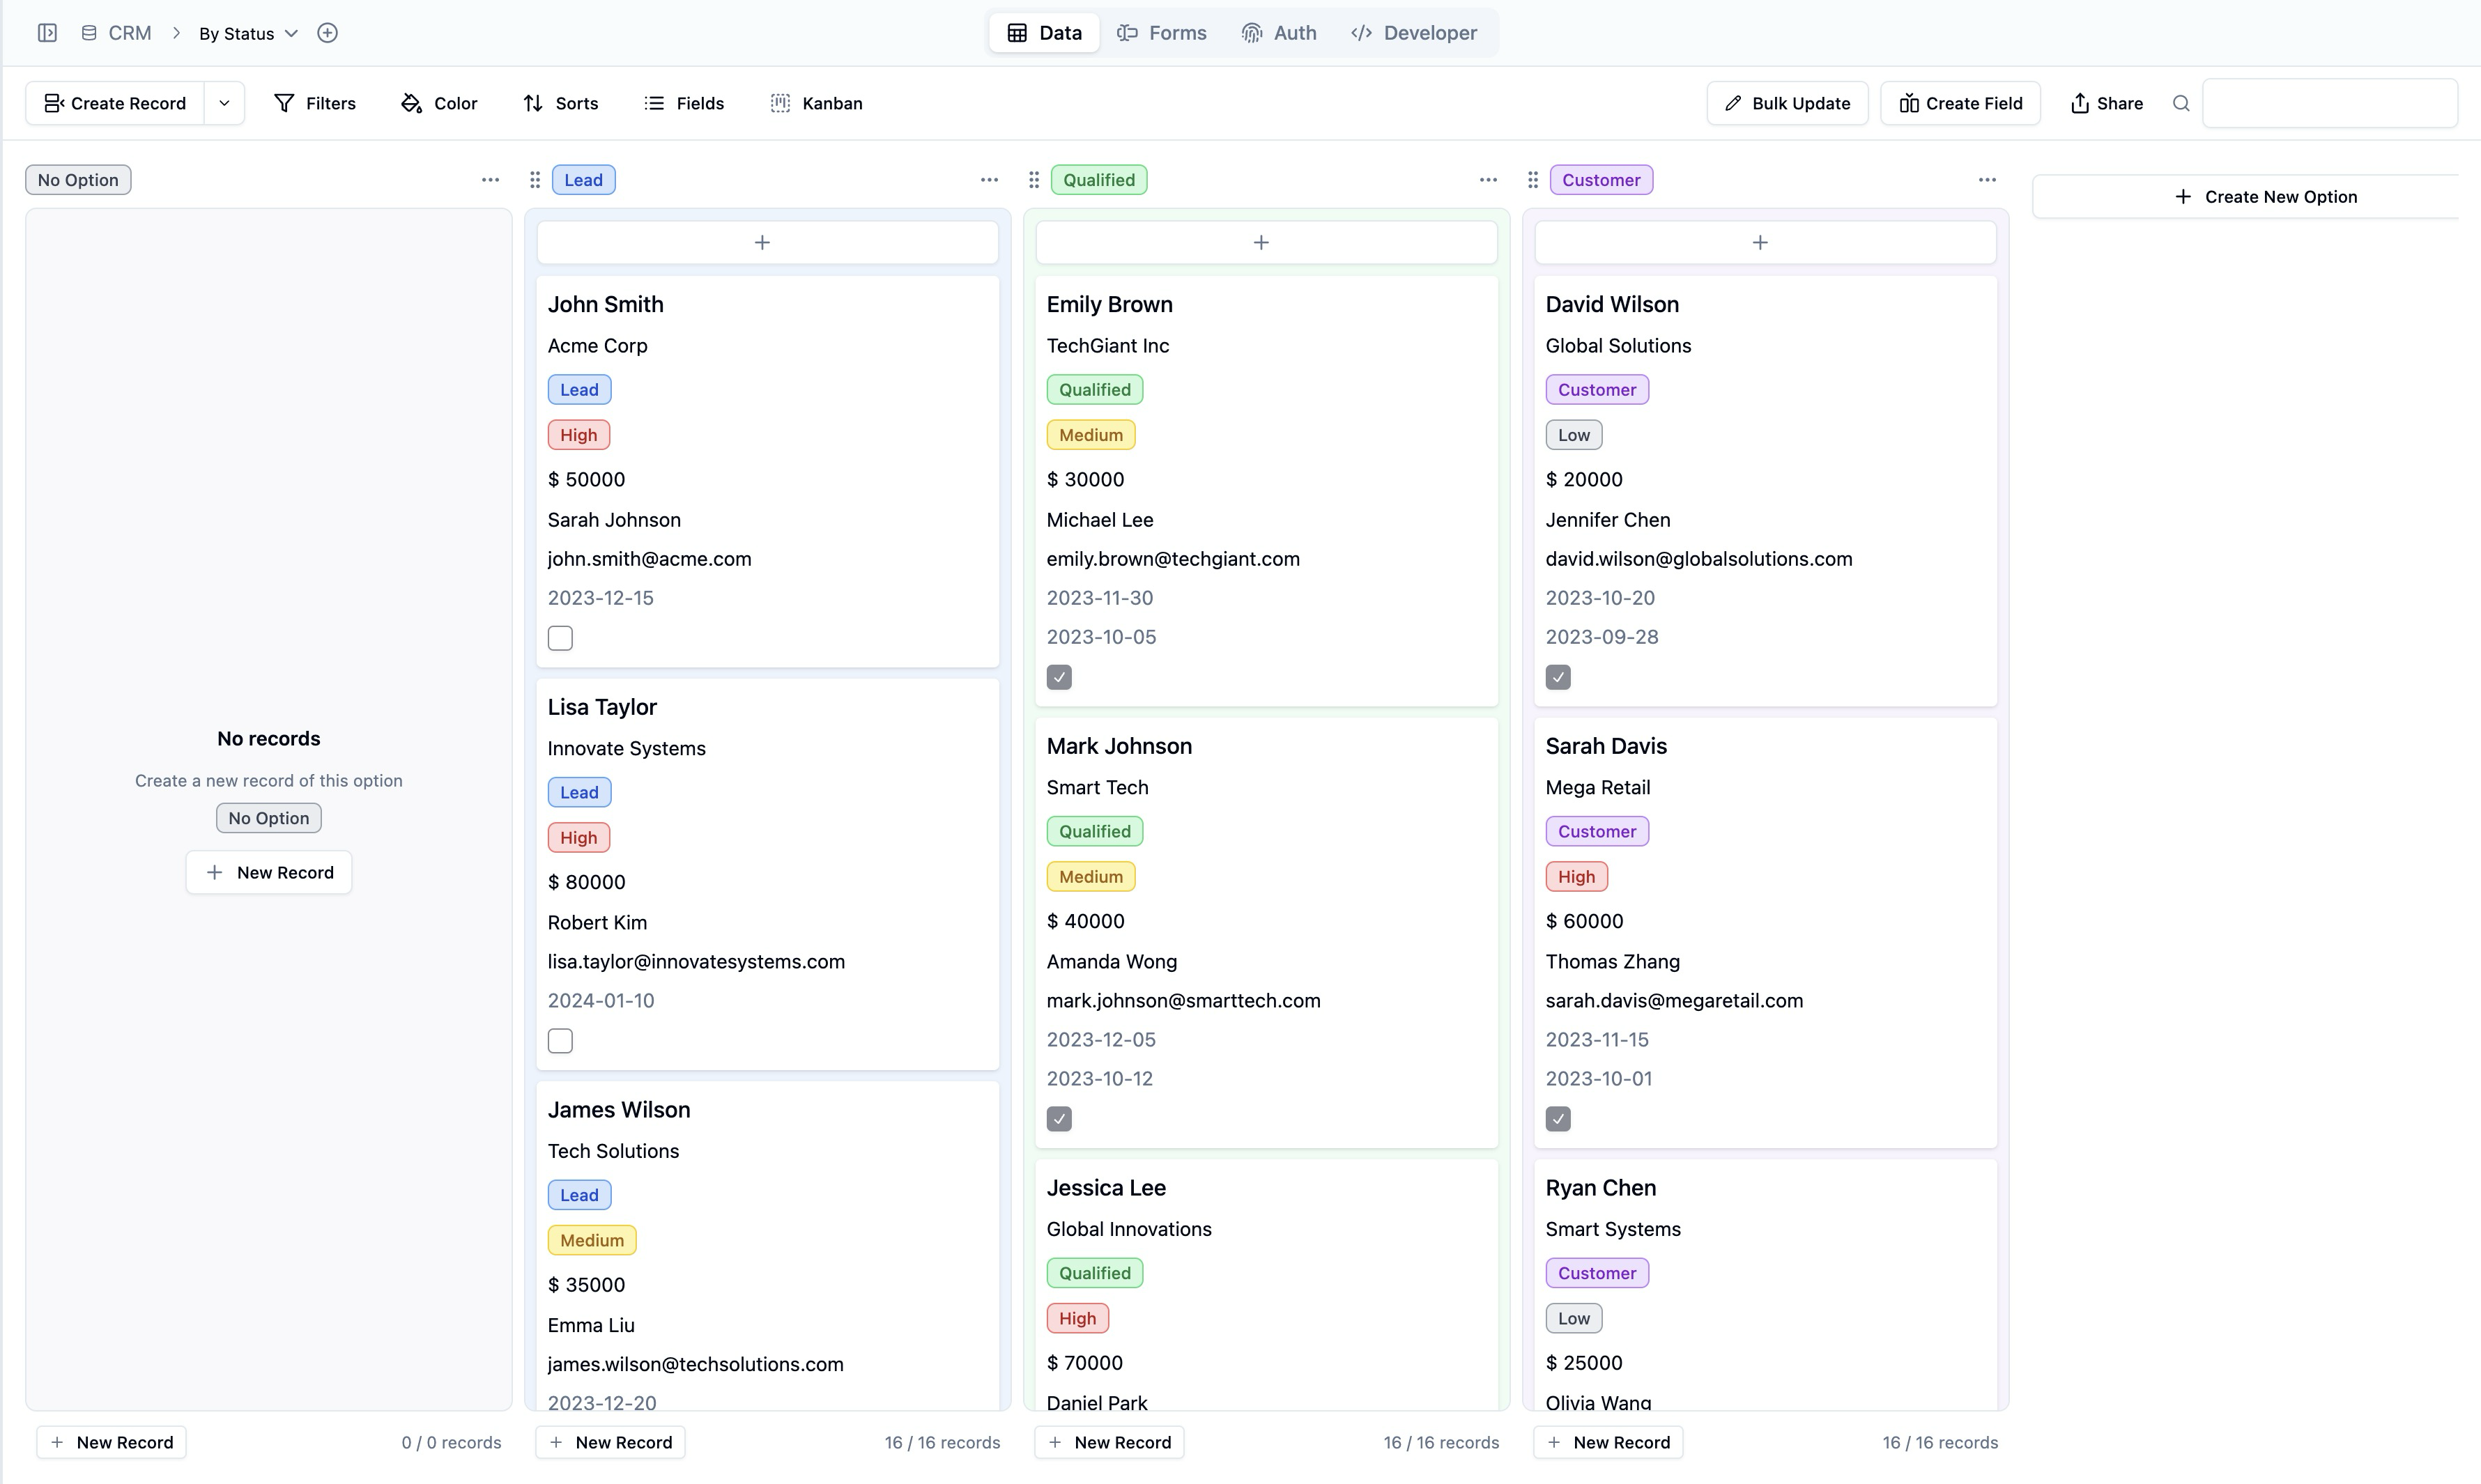 CRM > By Status
Data Forms Auth Developer
Create Record Filters Color Sorts Fields Kanban Bulk Update Create Field Share
No Option
No records
Create a new record of this option
No Option
New Record
New Record 0 / 0 records
Lead
John Smith
Acme Corp
Lead
High
$ 50000
Sarah Johnson
john.smith@acme.com
2023-12-15
Lisa Taylor
Innovate Systems
Lead
High
$ 80000
Robert Kim
lisa.taylor@innovatesystems.com
2024-01-10
James Wilson
Tech Solutions
Lead
Medium
$ 35000
Emma Liu
james.wilson@techsolutions.com
2023-12-20
New Record 16 / 16 records
Qualified
Emily Brown
TechGiant Inc
Qualified
Medium
$ 30000
Michael Lee
emily.brown@techgiant.com
2023-11-30
2023-10-05
Mark Johnson
Smart Tech
Qualified
Medium
$ 40000
Amanda Wong
mark.johnson@smarttech.com
2023-12-05
2023-10-12
Jessica Lee
Global Innovations
Qualified
High
$ 70000
Daniel Park
New Record 16 / 16 records
Customer
David Wilson
Global Solutions
Customer
Low
$ 20000
Jennifer Chen
david.wilson@globalsolutions.com
2023-10-20
2023-09-28
Sarah Davis
Mega Retail
Customer
High
$ 60000
Thomas Zhang
sarah.davis@megaretail.com
2023-11-15
2023-10-01
Ryan Chen
Smart Systems
Customer
Low
$ 25000
Olivia Wang
New Record 16 / 16 records
Create New Option